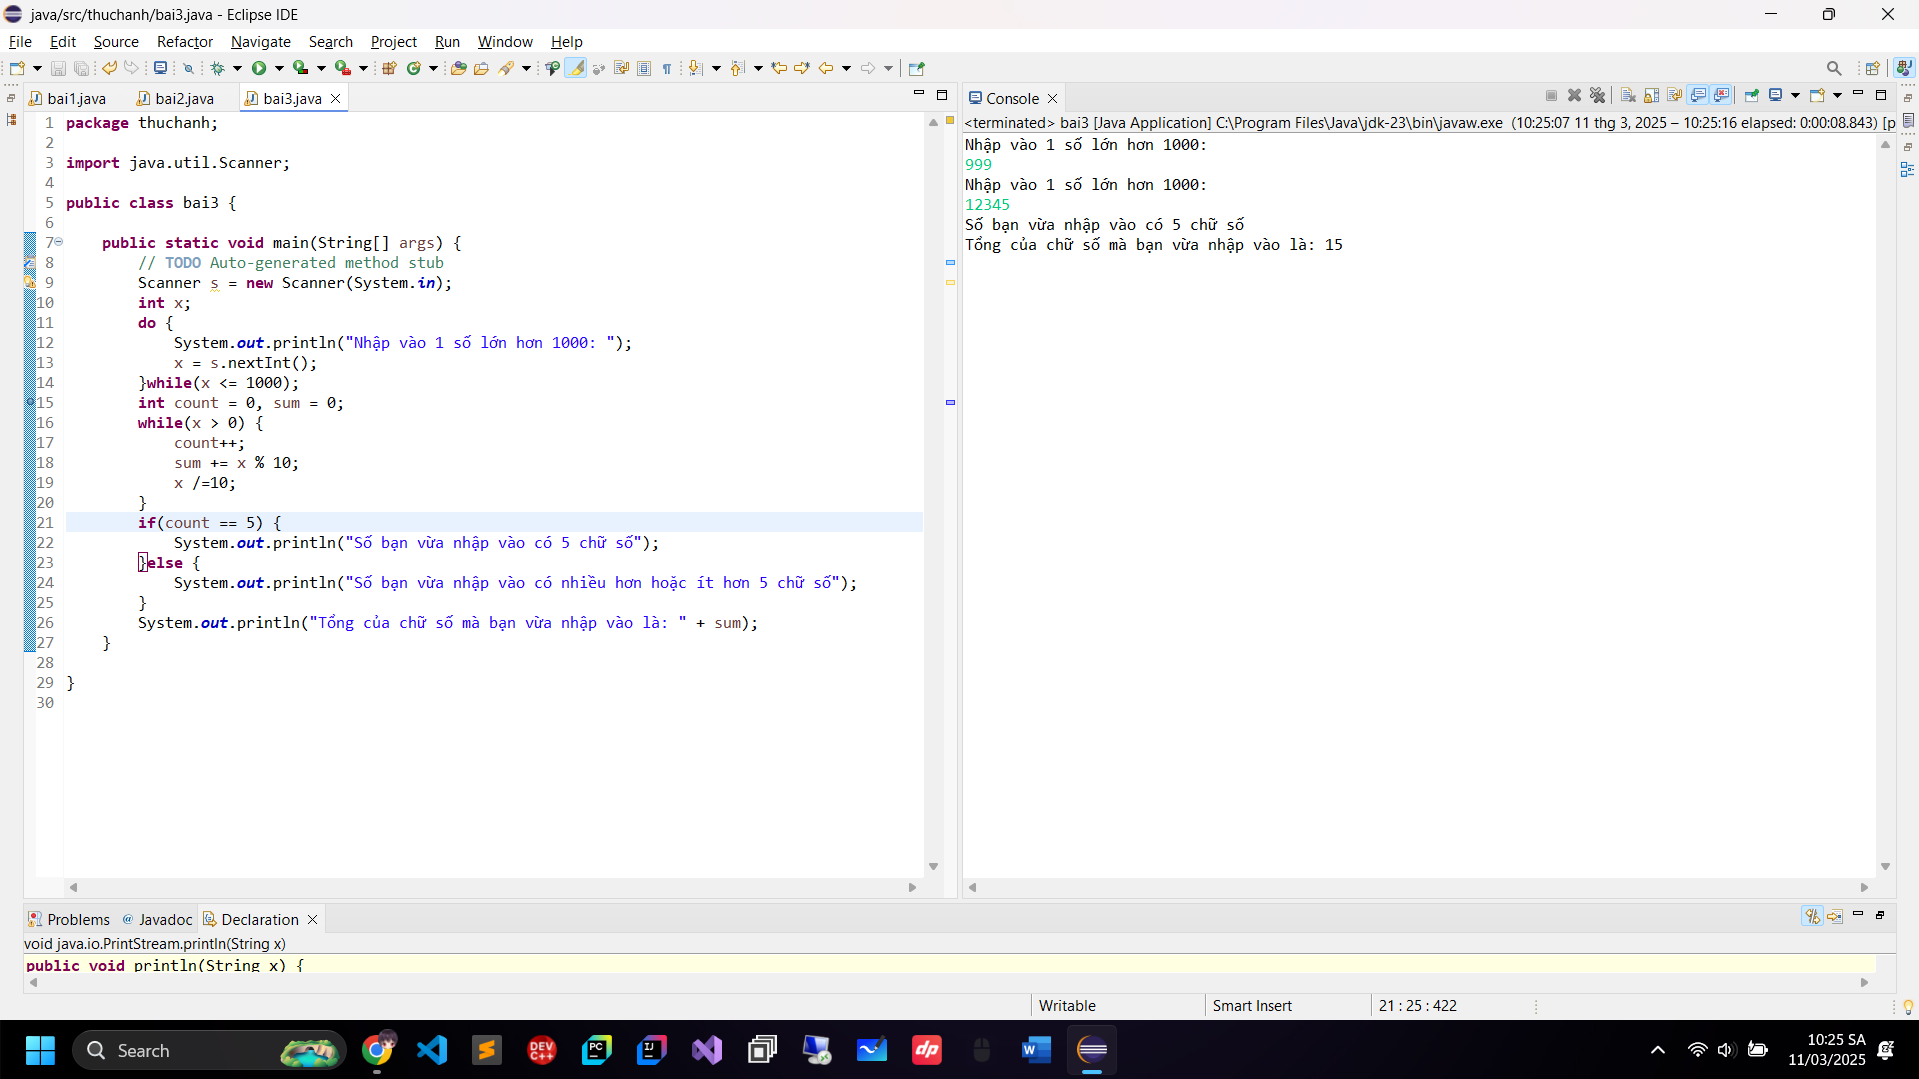 java/src/thuchanh/bai3.java - Eclipse IDE
File Edit Source Refactor Navigate Search Project Run Window Help
bai1.java bai2.java bai3.java
1 package thuchanh;
2
3 import java.util.Scanner;
4
5 public class bai3 {
6
7 public static void main(String[] args) {
8 // TODO Auto-generated method stub
9 Scanner s = new Scanner(System.in);
10 int x;
11 do {
12 System.out.println("Nhập vào 1 số lớn hơn 1000: ");
13 x = s.nextInt();
14 }while(x <= 1000);
15 int count = 0, sum = 0;
16 while(x > 0) {
17 count++;
18 sum += x % 10;
19 x /=10;
20 }
21 if(count == 5) {
22 System.out.println("Số bạn vừa nhập vào có 5 chữ số");
23 }else {
24 System.out.println("Số bạn vừa nhập vào có nhiều hơn hoặc ít hơn 5 chữ số");
25 }
26 System.out.println("Tổng của chữ số mà bạn vừa nhập vào là: " + sum);
27 }
28
29 }
30
Console
<terminated> bai3 [Java Application] C:\Program Files\Java\jdk-23\bin\javaw.exe (10:25:07 11 thg 3, 2025 – 10:25:16 elapsed: 0:00:08.843) [p
Nhập vào 1 số lớn hơn 1000:
999
Nhập vào 1 số lớn hơn 1000:
12345
Số bạn vừa nhập vào có 5 chữ số
Tổng của chữ số mà bạn vừa nhập vào là: 15
Problems @ Javadoc Declaration
void java.io.PrintStream.println(String x)
public void println(String x) {
Writable Smart Insert 21 : 25 : 422
Search
DEV C++
PC
IJ
dp
10:25 SA
11/03/2025